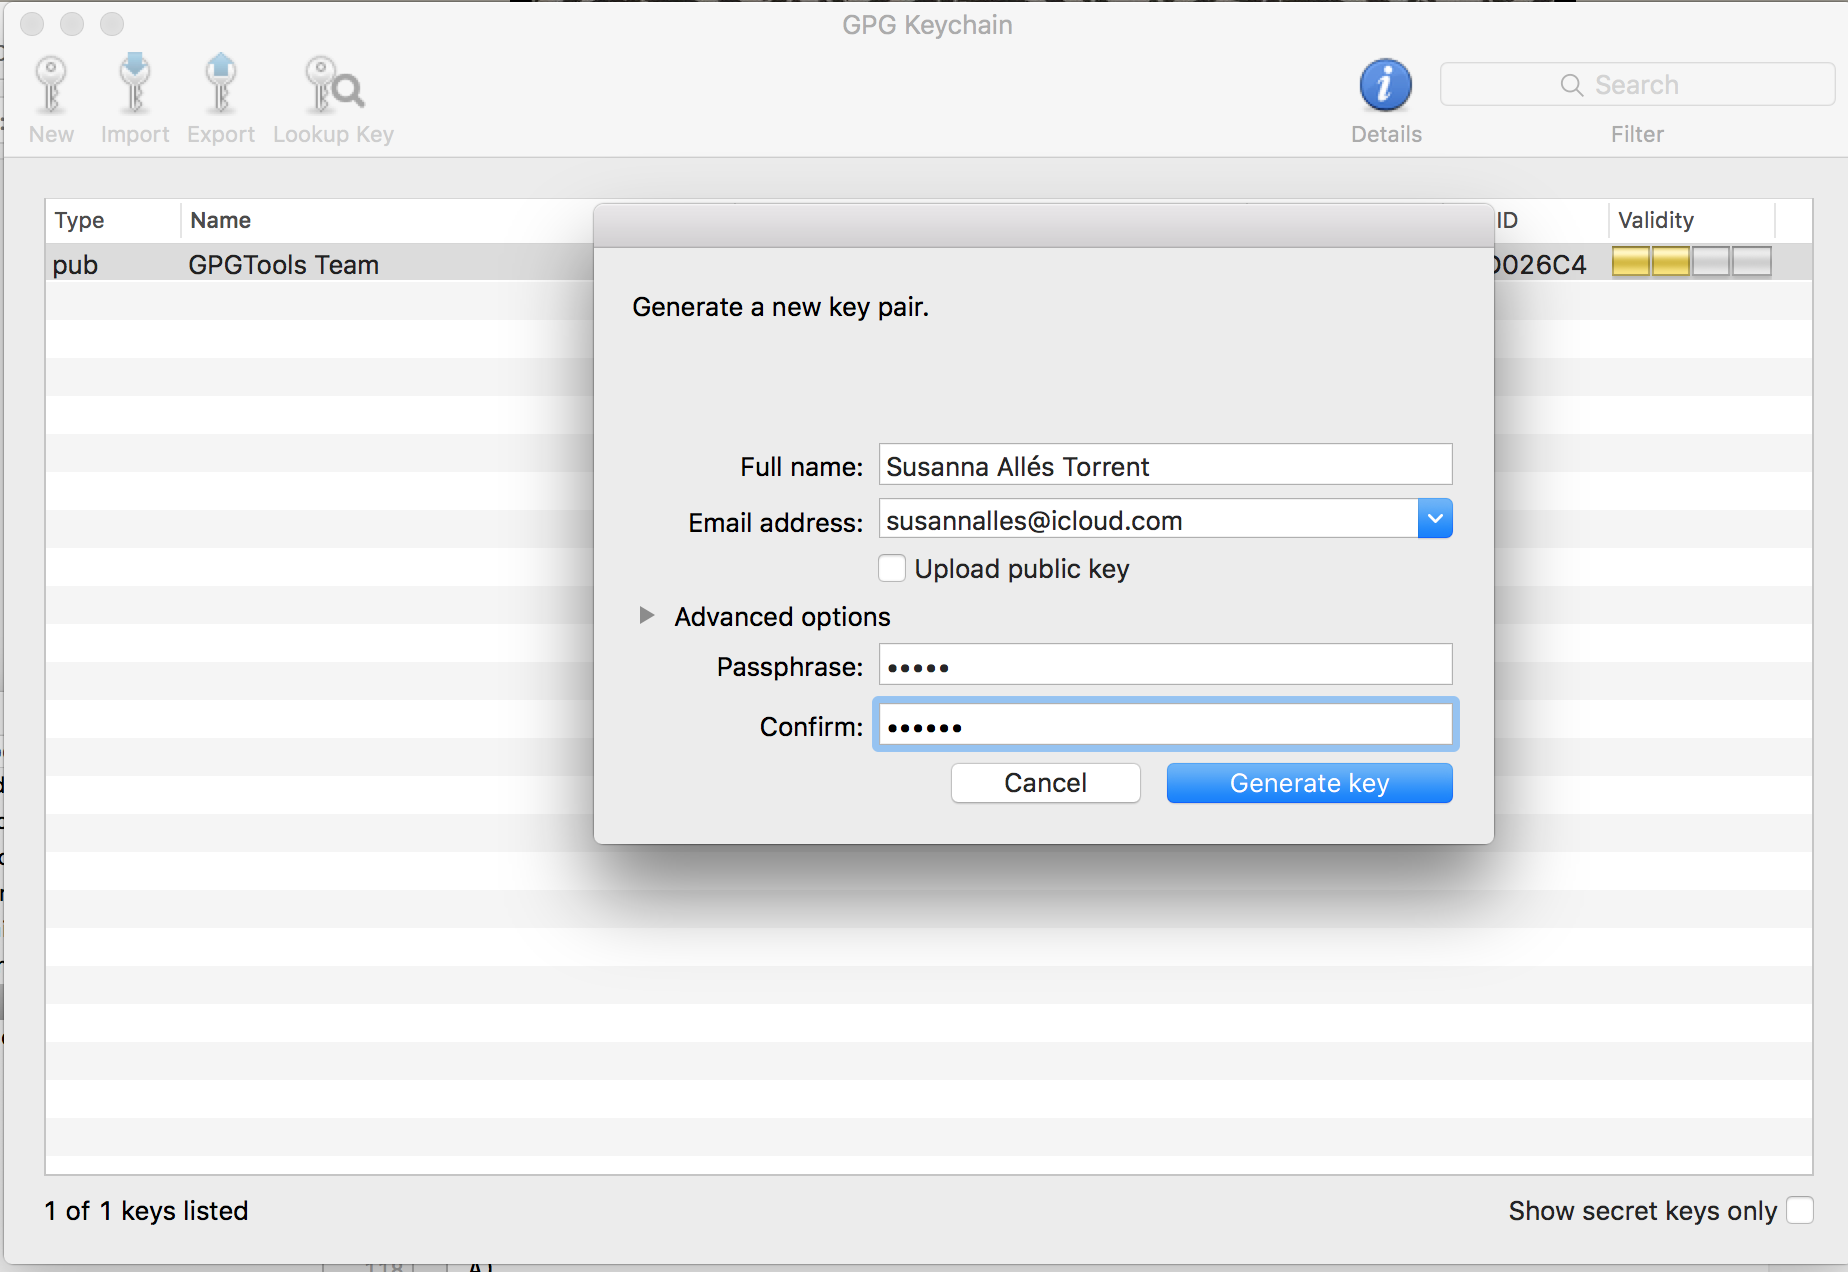 GPG Keychain
New Import Export Lookup Key Details Search Filter
Type Name ID Validity
pub GPGTools Team 026C4
Generate a new key pair.
Full name: Susanna Allés Torrent
Email address: susannalles@icloud.com
Upload public key
Advanced options
Passphrase: •••••
Confirm: ••••••
Cancel Generate key
1 of 1 keys listed Show secret keys only